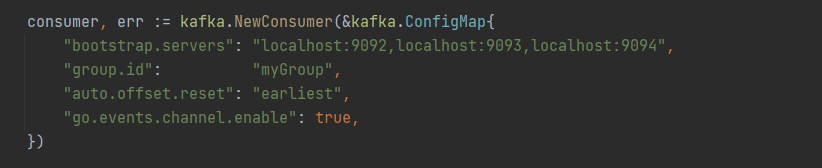 consumer, err := kafka.NewConsumer(&kafka.ConfigMap{
    "bootstrap.servers": "localhost:9092,localhost:9093,localhost:9094",
    "group.id":          "myGroup",
    "auto.offset.reset": "earliest",
    "go.events.channel.enable": true,
})